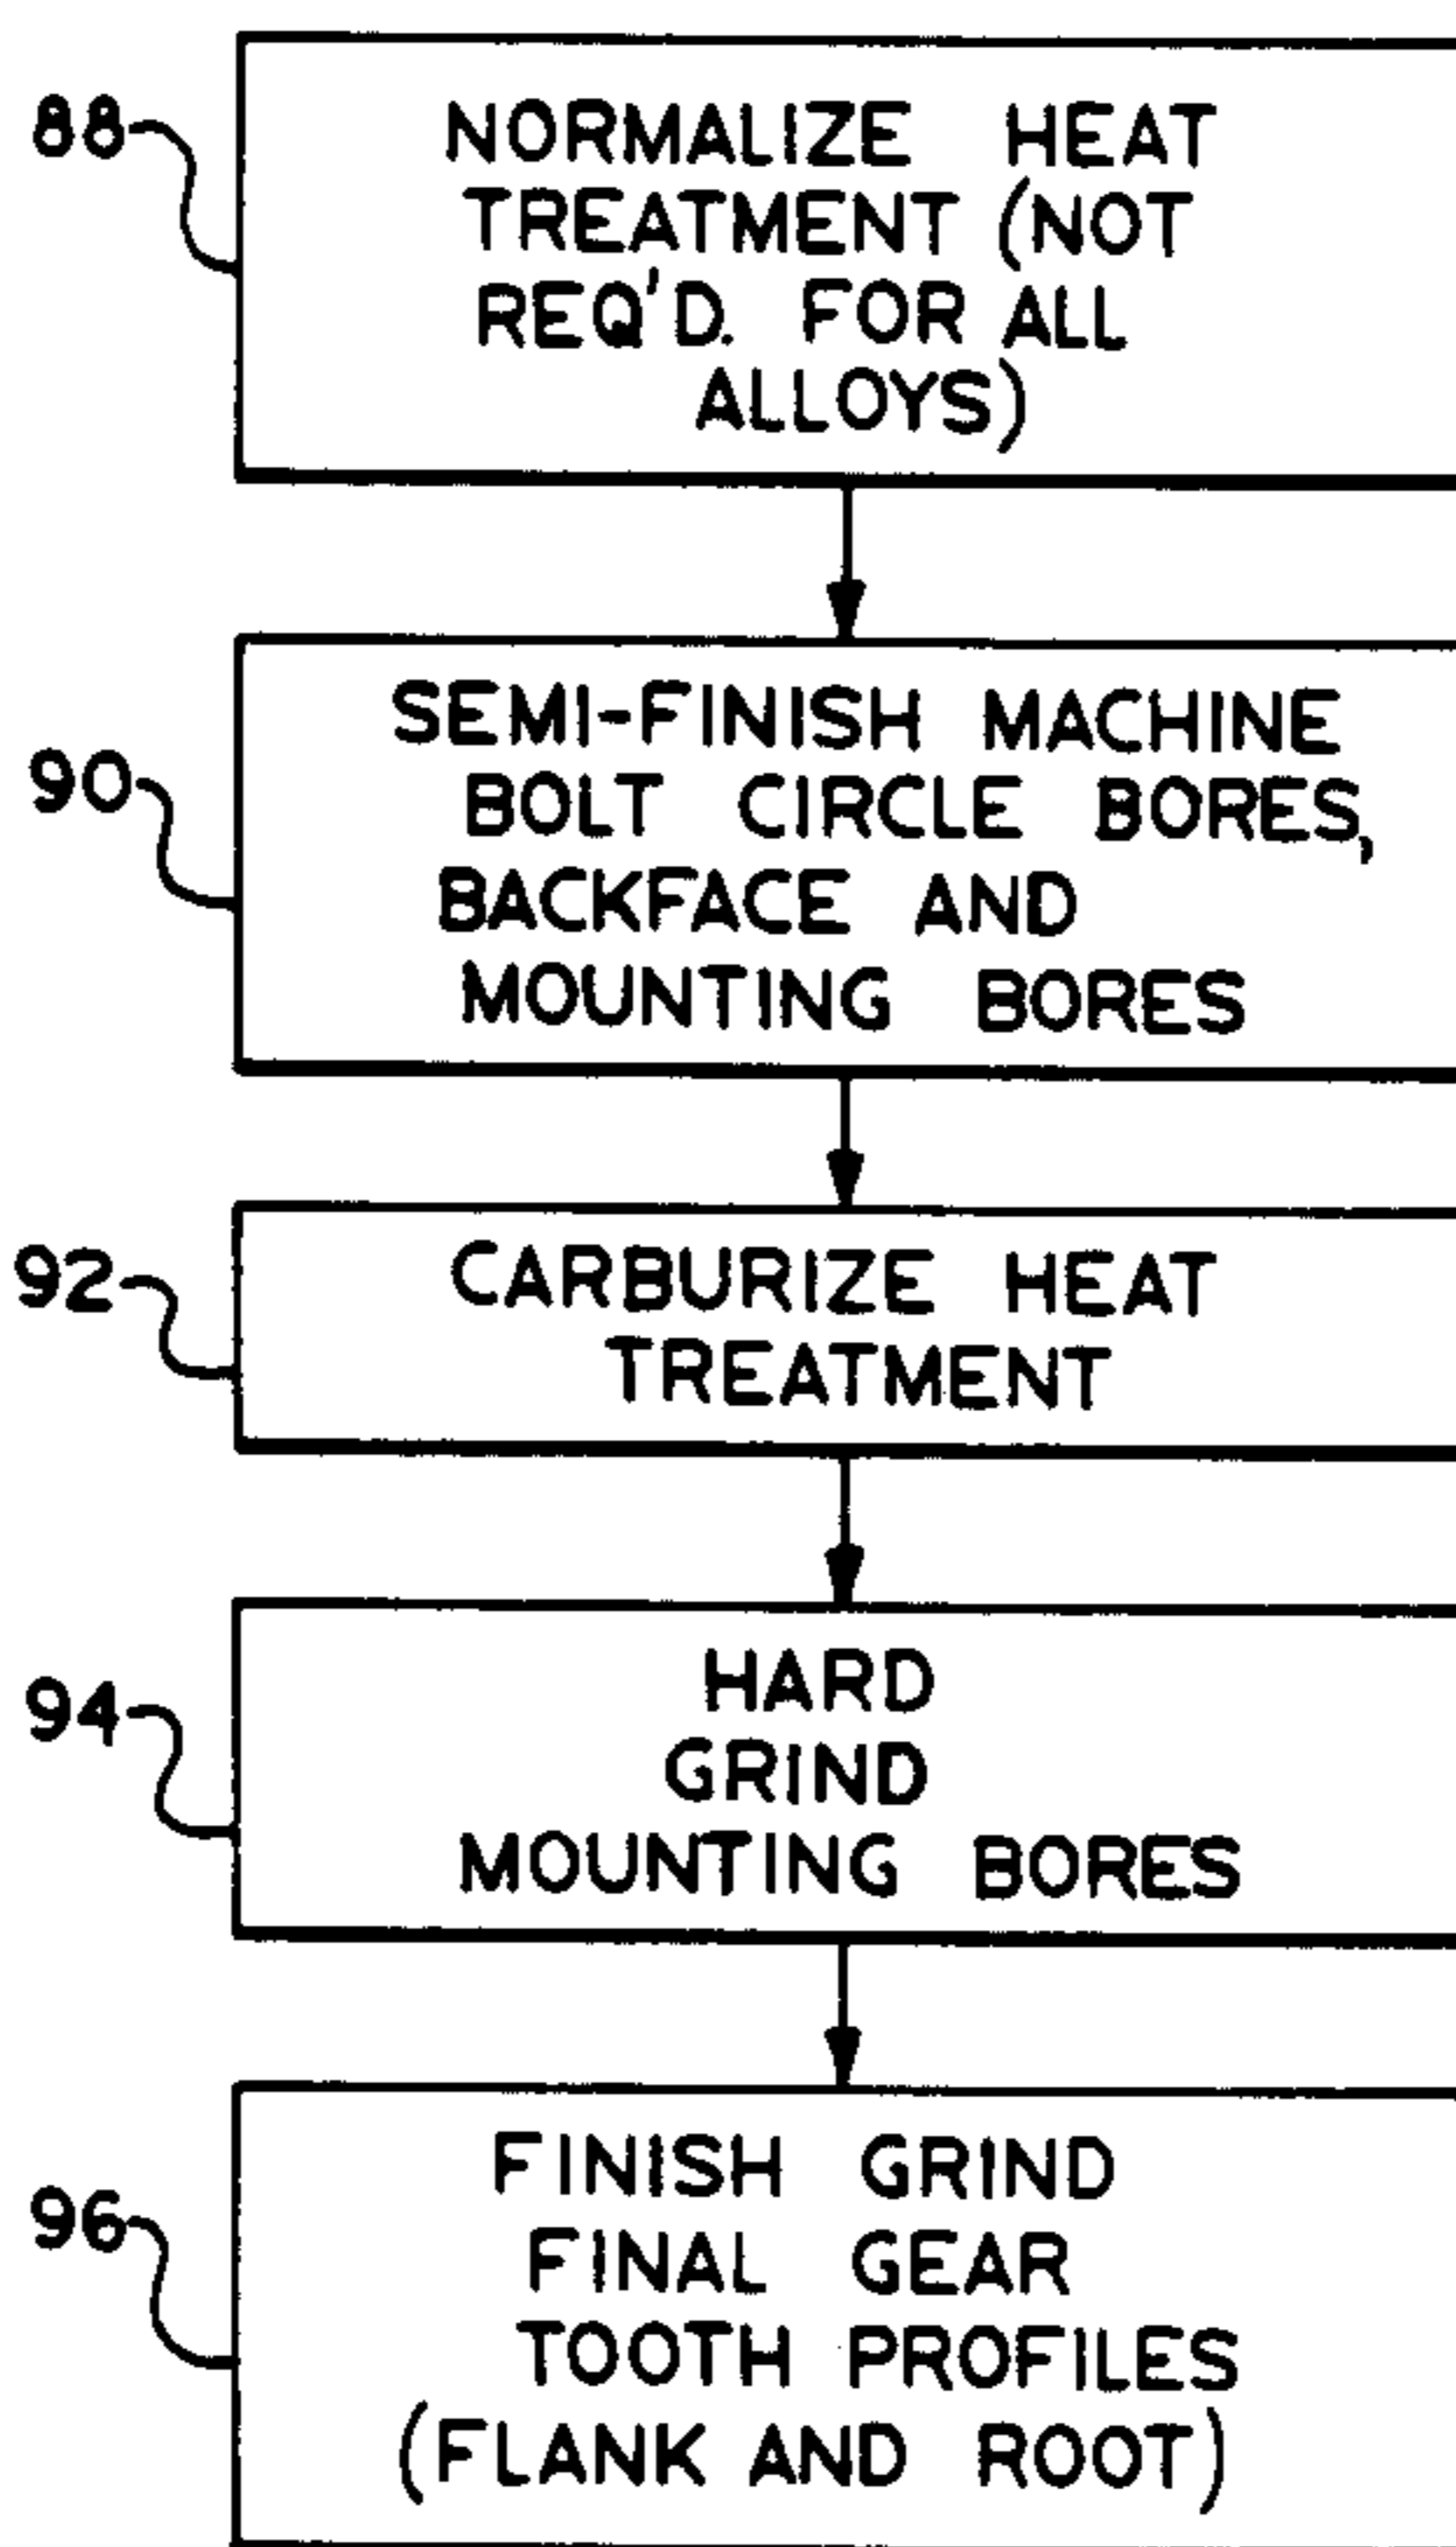 88
NORMALIZE HEAT
TREATMENT (NOT
REQ'D. FOR ALL
ALLOYS)
90
SEMI-FINISH MACHINE
BOLT CIRCLE BORES,
BACKFACE AND
MOUNTING BORES
92
CARBURIZE HEAT
TREATMENT
94
HARD
GRIND
MOUNTING BORES
96
FINISH GRIND
FINAL GEAR
TOOTH PROFILES
(FLANK AND ROOT)